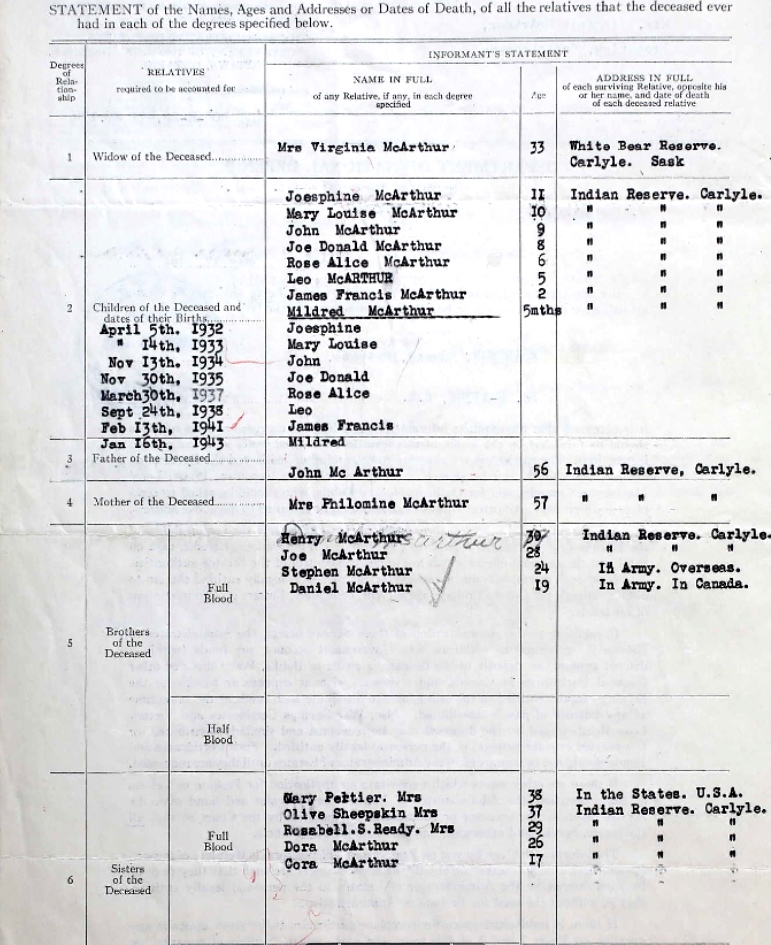 STATEMENT of the Names, Ages and Addresses or Dates of Death, of all the relatives that the deceased ever
had in each of the degrees specified below.
INFORMANT'S STATEMENT
Degrees of Rela-tion-ship
RELATIVES
required to be accounted for
NAME IN FULL
of any Relative, if any, in each degree
specified
Age
ADDRESS IN FULL
of each surviving Relative, opposite his
or her name, and date of death
of each deceased relative
1 Widow of the Deceased Mrs Virginia McArthur 33 White Bear Reserve.
Carlyle. Sask
Joesphine McArthur 11 Indian Reserve. Carlyle.
Mary Louise McArthur 10 " " "
John McArthur 9 " " "
Joe Donald McArthur 8 " " "
Rose Alice McArthur 6 " " "
Leo McARTHUR 5 " " "
James Francis McArthur 2 " " "
2 Children of the Deceased and
dates of their Births Mildred McArthur 5mths " " "
April 5th. 1932 Joesphine
" 14th, 1933 Mary Louise
Nov 13th. 1934 John
Nov 30th. 1935 Joe Donald
March30th, 1937 Rose Alice
Sept 24th, 1938 Leo
Feb 13th, 1941 James Francis
Jan 16th, 1943 Mildred
3 Father of the Deceased
John Mc Arthur 56 Indian Reserve, Carlyle.
4 Mother of the Deceased Mrs Philomine McArthur 57 " " "
Henry McArthur 30 Indian Reserve. Carlyle.
McArthur
Joe McArthur 28 " " "
Stephen McArthur 24 In Army. Overseas.
Full
Blood
Daniel McArthur 19 In Army. In Canada.
5 Brothers
of the
Deceased
Half
Blood
Mary Peltier. Mrs 38 In the States. U.S.A.
Olive Sheepskin Mrs 37 Indian Reserve. Carlyle.
Rosabell.S.Ready. Mrs 29 " " "
Full
Blood
Dora McArthur 26 " " "
Cora McArthur 17 " " "
6 Sisters
of the
Deceased